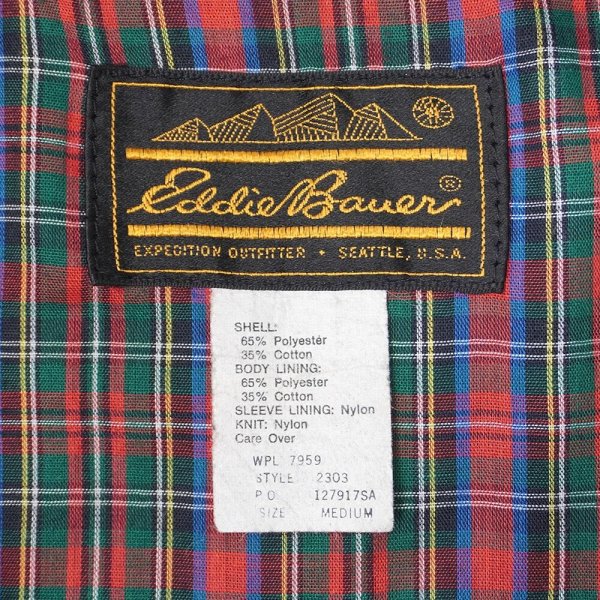 Eddie Bauer®
EXPEDITION OUTFITTER • SEATTLE, U.S.A.
SHELL:
65% Polyester
35% Cotton
BODY LINING:
65% Polyester
35% Cotton
SLEEVE LINING: Nylon
KNIT: Nylon
Care Over
WPL 7959
STYLE 2303
P.O. 127917SA
SIZE MEDIUM